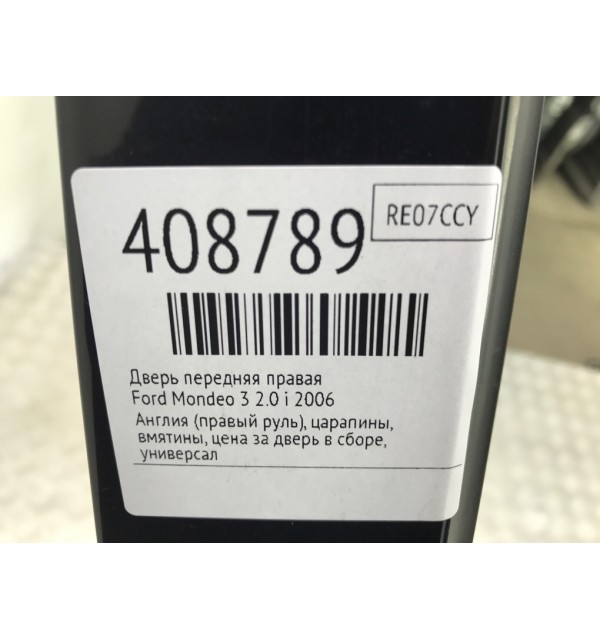 408789
RE07CCY
Дверь передняя правая
Ford Mondeo 3 2.0 i 2006
Англия (правый руль), царапины,
вмятины, цена за дверь в сборе,
универсал